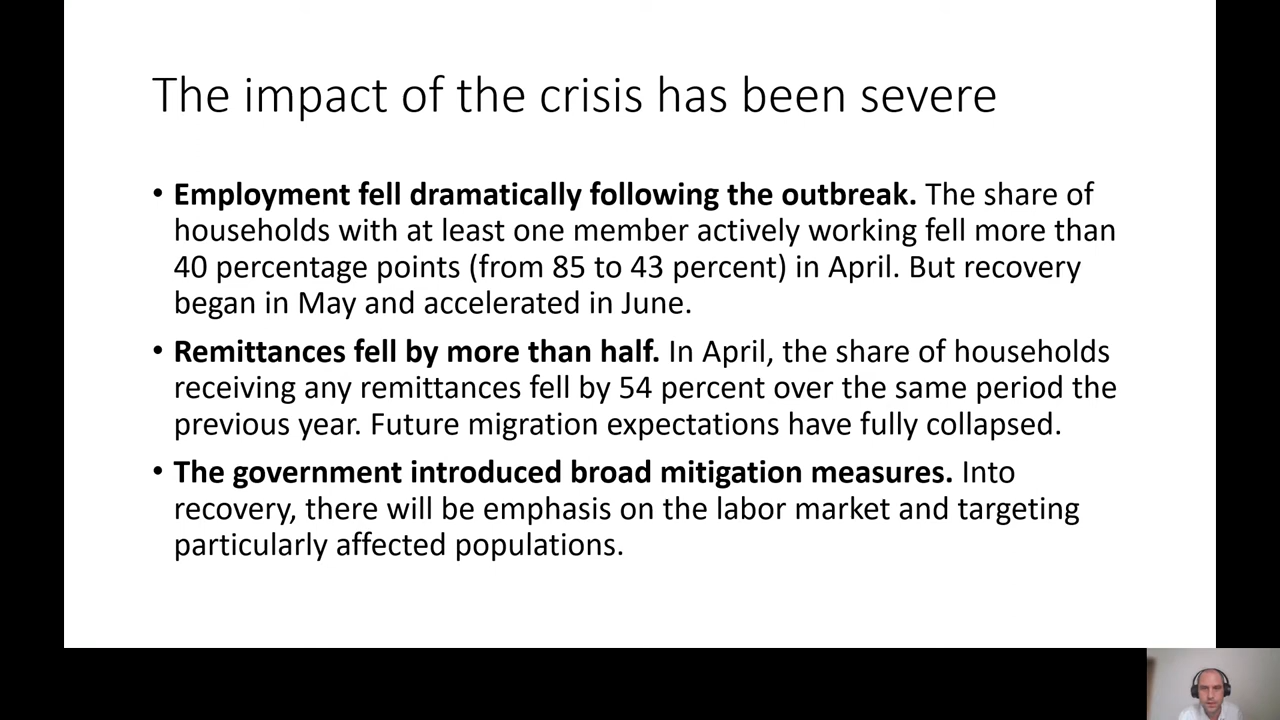 The impact of the crisis has been severe
• Employment fell dramatically following the outbreak. The share of
households with at least one member actively working fell more than
40 percentage points (from 85 to 43 percent) in April. But recovery
began in May and accelerated in June.
• Remittances fell by more than half. In April, the share of households
receiving any remittances fell by 54 percent over the same period the
previous year. Future migration expectations have fully collapsed.
• The government introduced broad mitigation measures. Into
recovery, there will be emphasis on the labor market and targeting
particularly affected populations.